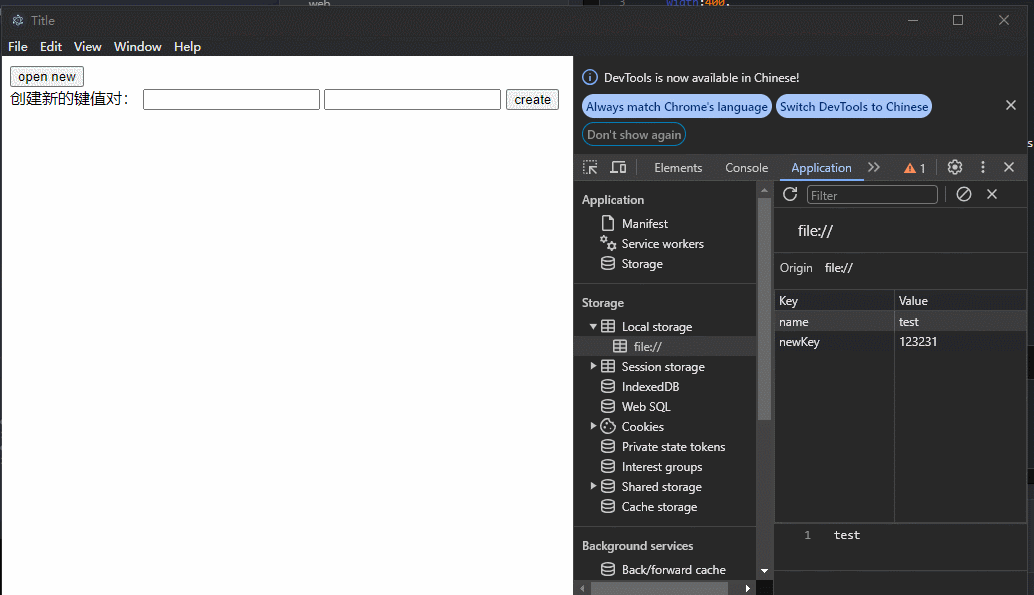 web
3 width:400,
Title
File Edit View Window Help
open new
创建新的键值对： create
DevTools is now available in Chinese!
Always match Chrome's language Switch DevTools to Chinese
Don't show again
Elements Console Application 1
Application
Manifest
Service workers
Storage
Storage
Local storage
file://
Session storage
IndexedDB
Web SQL
Cookies
Private state tokens
Interest groups
Shared storage
Cache storage
Background services
Back/forward cache
Filter
file://
Origin file://
Key Value
name test
newKey 123231
1 test